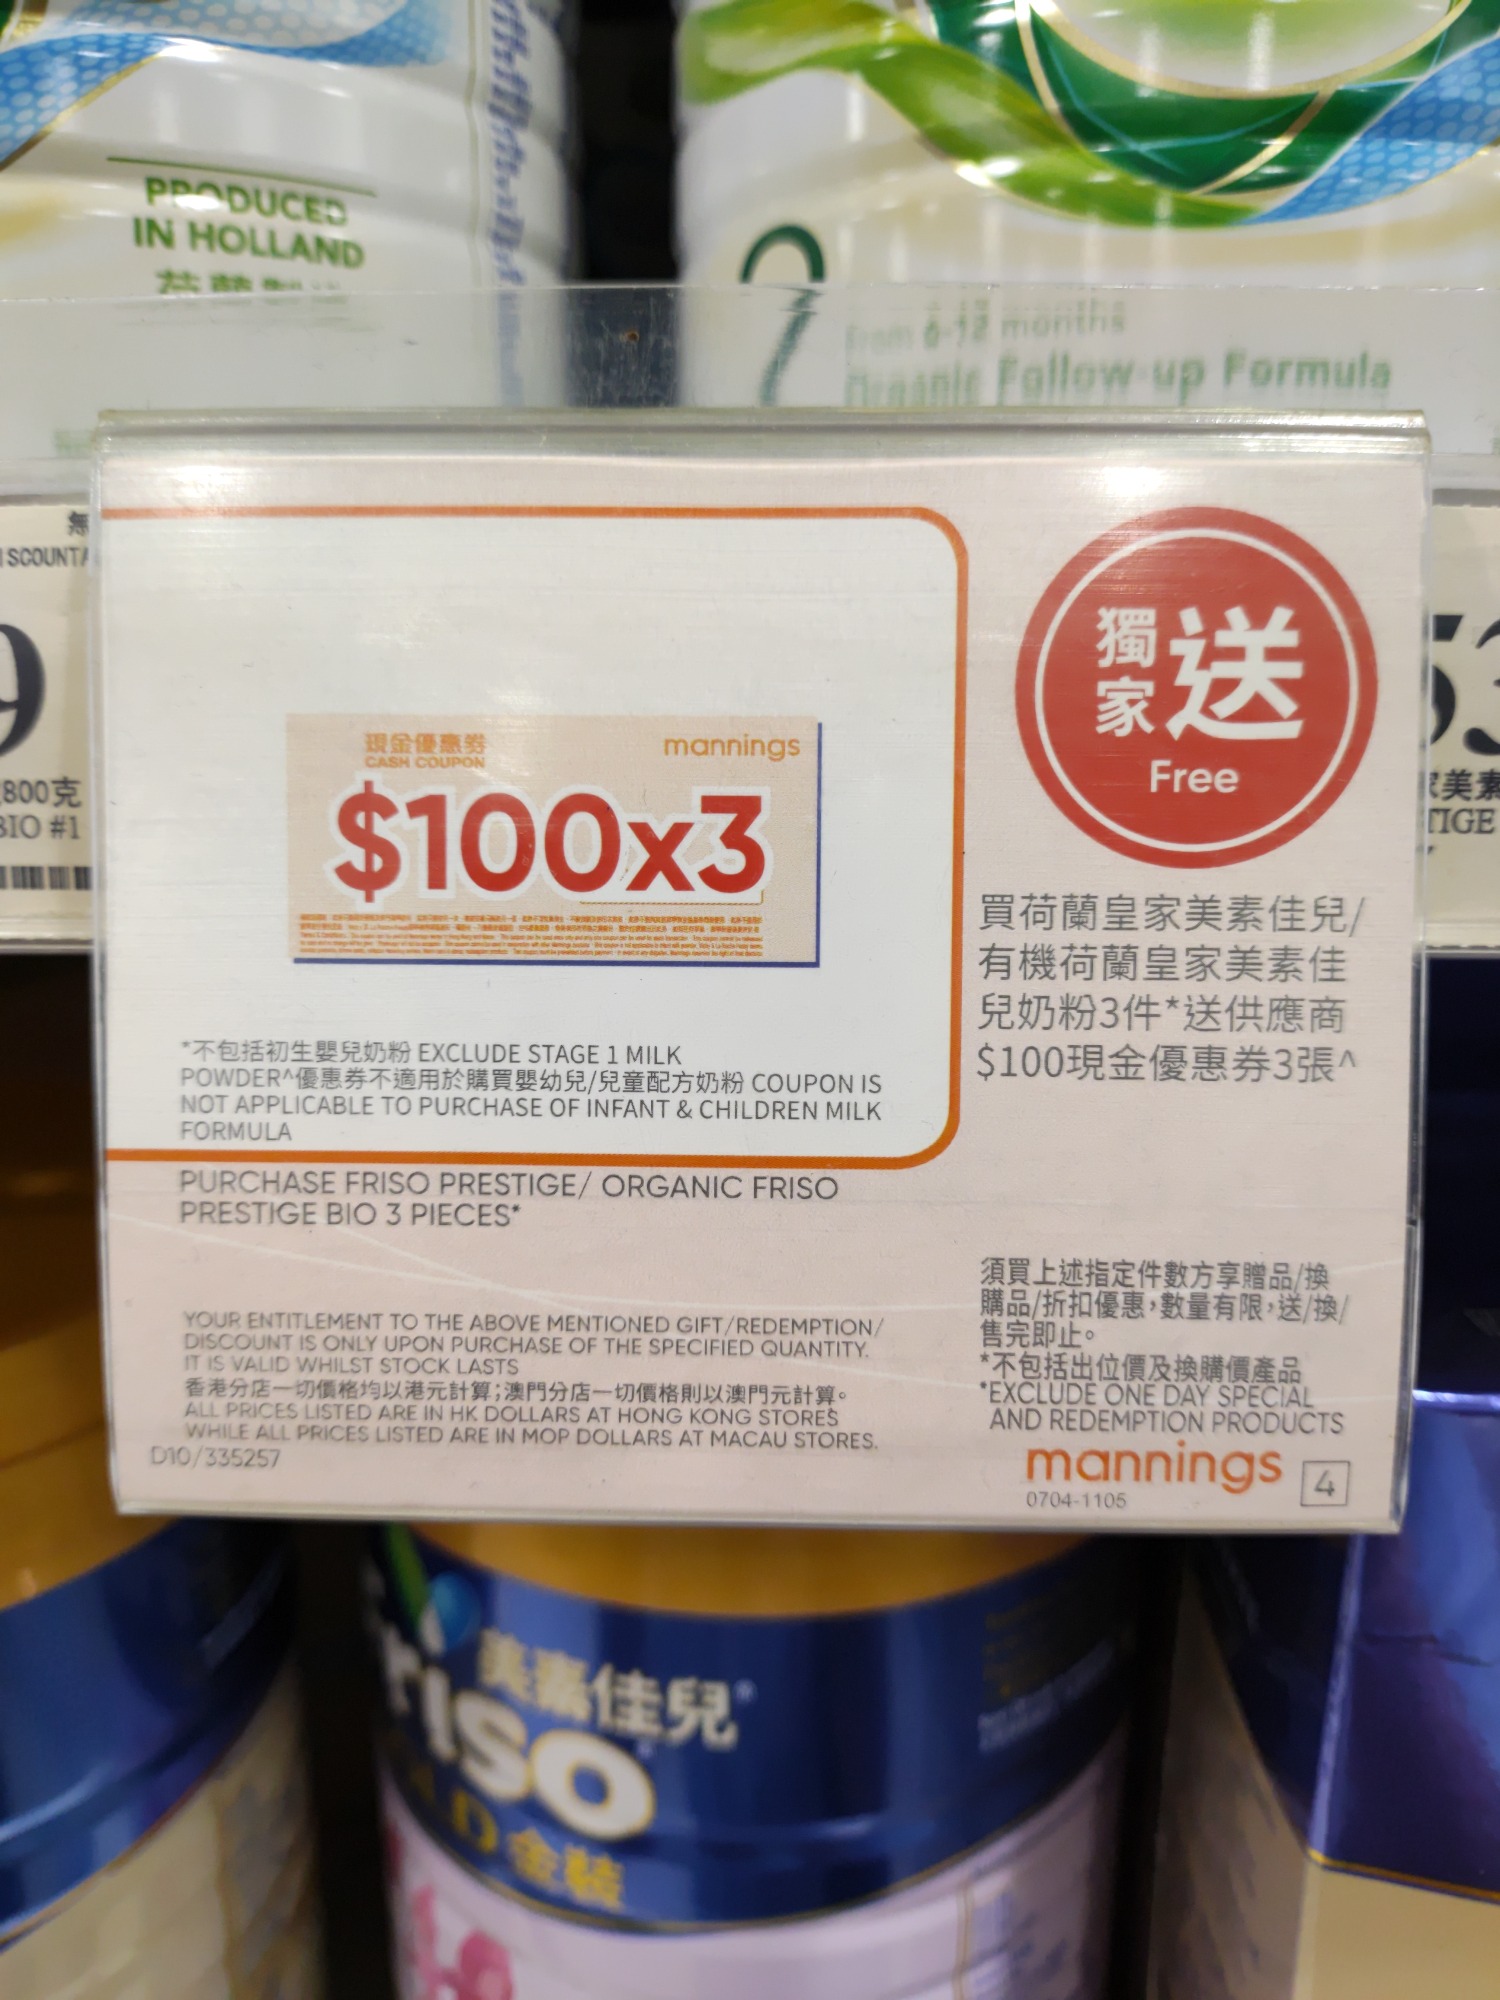 PRODUCED
IN HOLLAND
2
From 6-12 months
Organic Follow-up Formula
9
800克
BIO #1
現金優惠券
CASH COUPON
mannings
$100x3
獨家送
Free
買荷蘭皇家美素佳兒/
有機荷蘭皇家美素佳
兒奶粉3件*送供應商
$100現金優惠券3張^
*不包括初生嬰兒奶粉 EXCLUDE STAGE 1 MILK
POWDER^優惠券不適用於購買嬰幼兒/兒童配方奶粉 COUPON IS
NOT APPLICABLE TO PURCHASE OF INFANT & CHILDREN MILK
FORMULA
PURCHASE FRISO PRESTIGE/ ORGANIC FRISO
PRESTIGE BIO 3 PIECES*
YOUR ENTITLEMENT TO THE ABOVE MENTIONED GIFT/REDEMPTION/
DISCOUNT IS ONLY UPON PURCHASE OF THE SPECIFIED QUANTITY.
IT IS VALID WHILST STOCK LASTS
香港分店一切價格均以港元計算;澳門分店一切價格則以澳門元計算。
ALL PRICES LISTED ARE IN HK DOLLARS AT HONG KONG STORES
WHILE ALL PRICES LISTED ARE IN MOP DOLLARS AT MACAU STORES.
D10/335257
須買上述指定件數方享贈品/換
購品/折扣優惠,數量有限,送/換/
售完即止。
*不包括出位價及換購價產品
*EXCLUDE ONE DAY SPECIAL
AND REDEMPTION PRODUCTS
mannings
0704-1105
4
美素佳兒
金裝